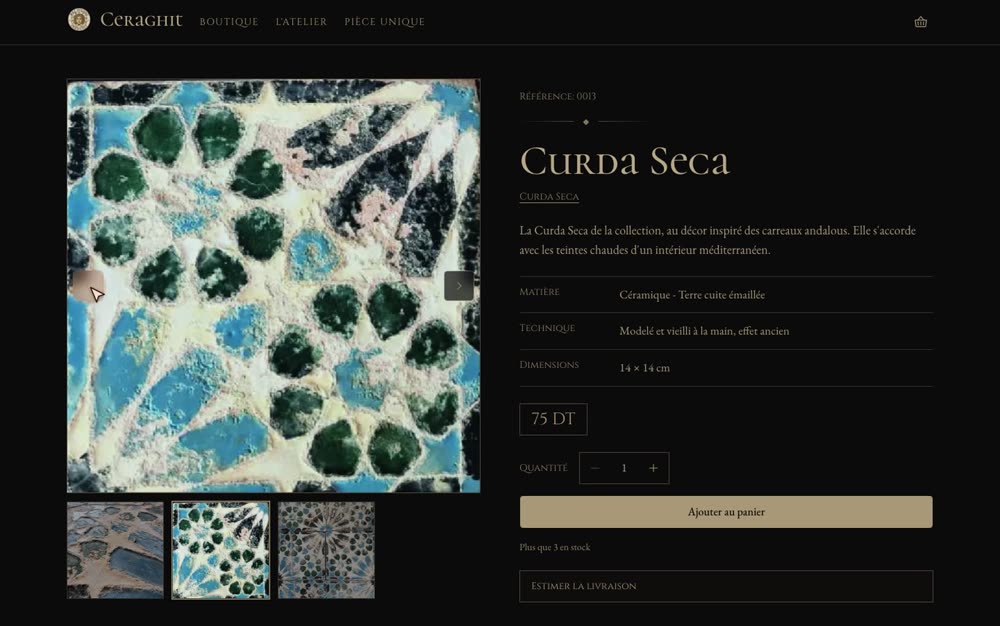 Ceraghit
BOUTIQUE
L'ATELIER
PIÈCE UNIQUE
Référence: 0013
Curda Seca
Curda Seca
La Curda Seca de la collection, au décor inspiré des carreaux andalous. Elle s'accorde
avec les teintes chaudes d'un intérieur méditerranéen.
Matière
Céramique - Terre cuite émaillée
Technique
Modelé et vieilli à la main, effet ancien
Dimensions
14 × 14 cm
75 DT
Quantité
1
Ajouter au panier
Plus que 3 en stock
Estimer la livraison